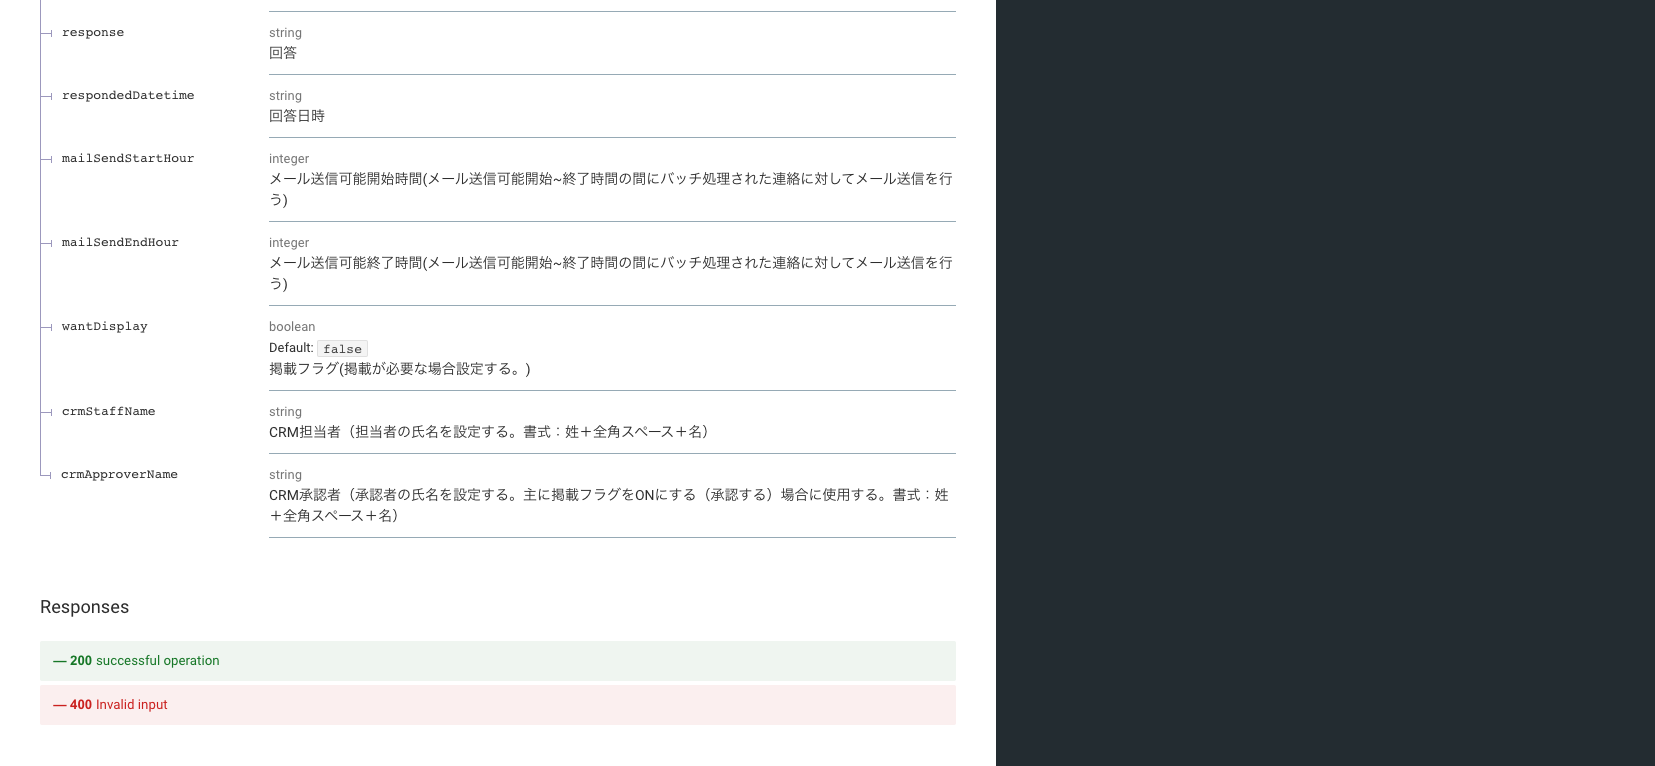 response
string
回答
respondedDatetime
string
回答日時
mailSendStartHour
integer
メール送信可能開始時間(メール送信可能開始~終了時間の間にバッチ処理された連絡に対してメール送信を行
う)
mailSendEndHour
integer
メール送信可能終了時間(メール送信可能開始~終了時間の間にバッチ処理された連絡に対してメール送信を行
う)
wantDisplay
boolean
Default: false
掲載フラグ(掲載が必要な場合設定する。)
crmStaffName
string
CRM担当者（担当者の氏名を設定する。書式：姓＋全角スペース＋名）
crmApproverName
string
CRM承認者（承認者の氏名を設定する。主に掲載フラグをONにする（承認する）場合に使用する。書式：姓
＋全角スペース＋名）
Responses
— 200 successful operation
— 400 Invalid input